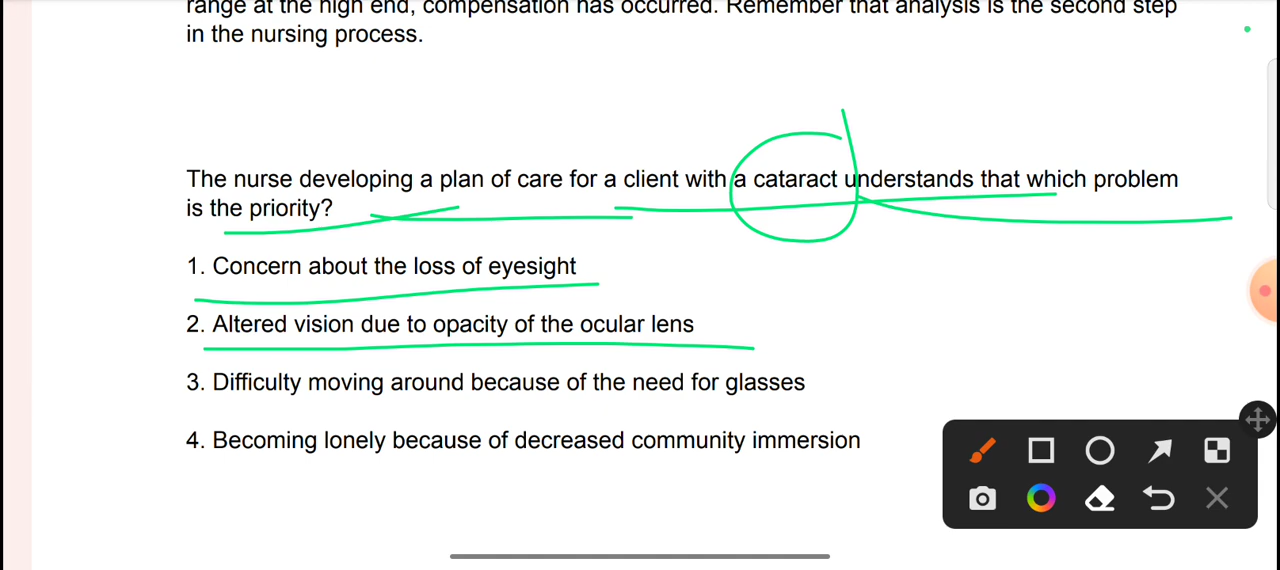 range at the high end, compensation has occurred. Remember that analysis is the second step
in the nursing process.
The nurse developing a plan of care for a client with a cataract understands that which problem
is the priority?
1. Concern about the loss of eyesight
2. Altered vision due to opacity of the ocular lens
3. Difficulty moving around because of the need for glasses
4. Becoming lonely because of decreased community immersion